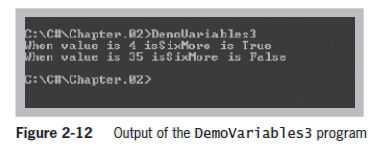 C:\C#\Chapter.02>DemoVariables3
When value is 4 isSixMore is True
When value is 35 isSixMore is False
C:\C#\Chapter.02>
Figure 2-12 Output of the DemoVariables3 program